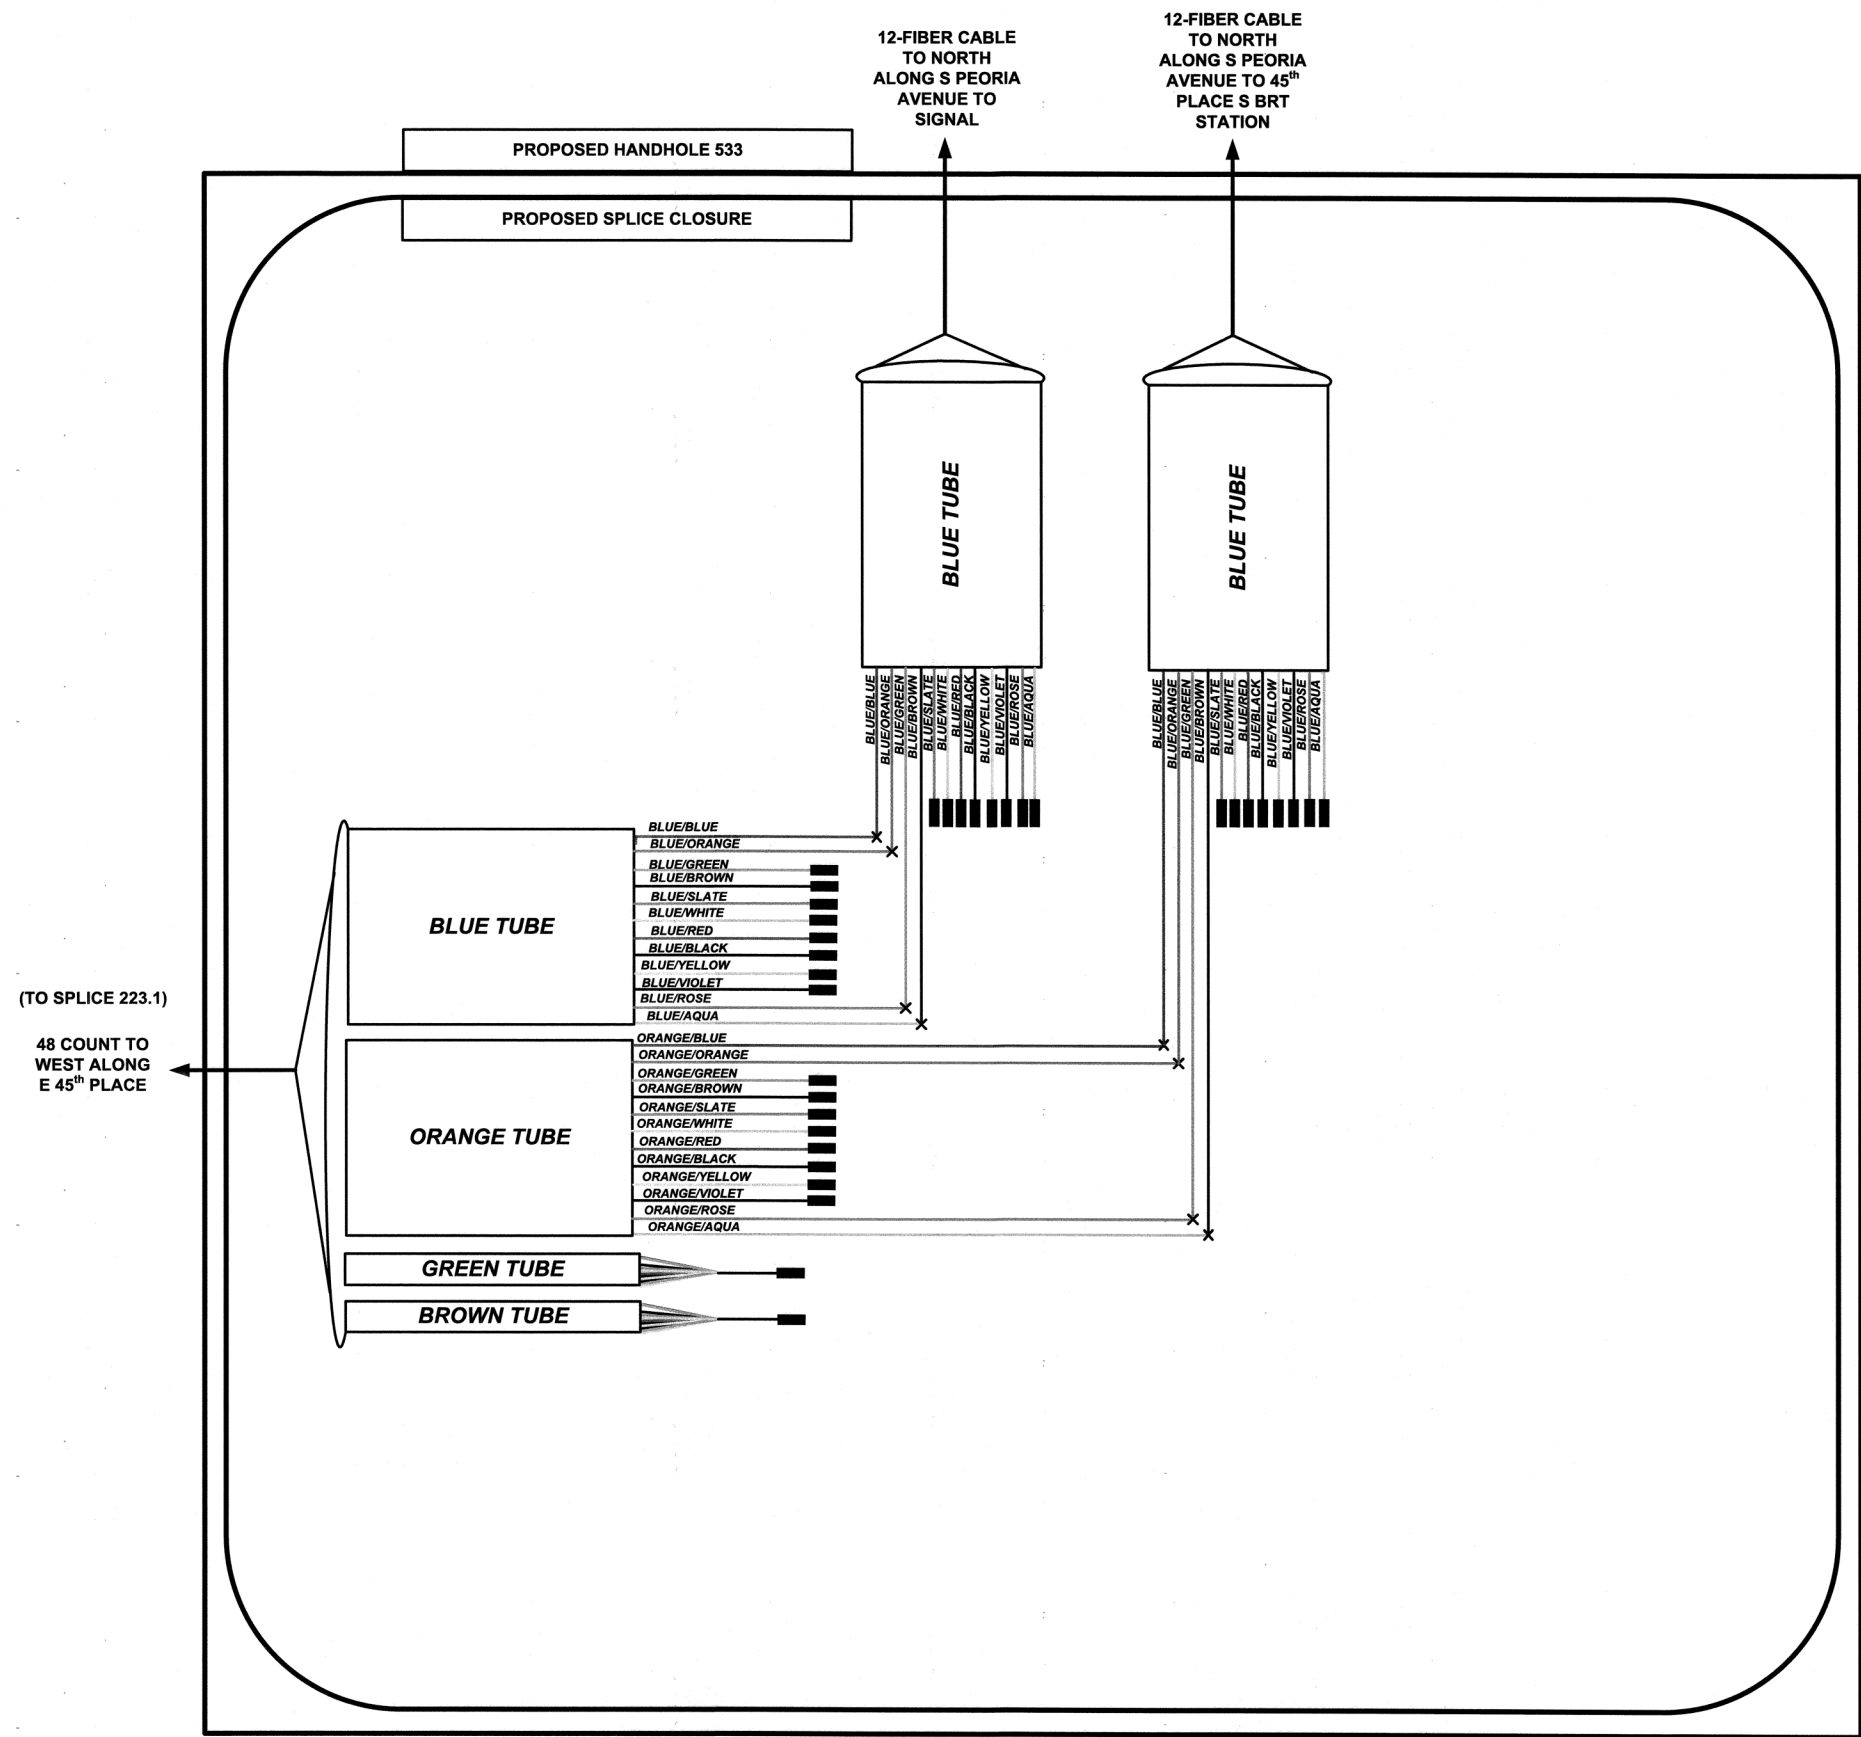 12-FIBER CABLE
TO NORTH
ALONG S PEORIA
AVENUE TO
SIGNAL
12-FIBER CABLE
TO NORTH
ALONG S PEORIA
AVENUE TO 45th
PLACE S BRT
STATION
PROPOSED HANDHOLE 533
PROPOSED SPLICE CLOSURE
BLUE TUBE
BLUE TUBE
BLUE/BLUE
BLUE/ORANGE
BLUE/GREEN
BLUE/BROWN
BLUE/SLATE
BLUE/WHITE
BLUE/RED
BLUE/BLACK
BLUE/YELLOW
BLUE/VIOLET
BLUE/ROSE
BLUE/AQUA
BLUE/BLUE
BLUE/ORANGE
BLUE/GREEN
BLUE/BROWN
BLUE/SLATE
BLUE/WHITE
BLUE/RED
BLUE/BLACK
BLUE/YELLOW
BLUE/VIOLET
BLUE/ROSE
BLUE/AQUA
BLUE TUBE
BLUE/BLUE
BLUE/ORANGE
BLUE/GREEN
BLUE/BROWN
BLUE/SLATE
BLUE/WHITE
BLUE/RED
BLUE/BLACK
BLUE/YELLOW
BLUE/VIOLET
BLUE/ROSE
BLUE/AQUA
(TO SPLICE 223.1)
48 COUNT TO
WEST ALONG
E 45th PLACE
ORANGE TUBE
ORANGE/BLUE
ORANGE/ORANGE
ORANGE/GREEN
ORANGE/BROWN
ORANGE/SLATE
ORANGE/WHITE
ORANGE/RED
ORANGE/BLACK
ORANGE/YELLOW
ORANGE/VIOLET
ORANGE/ROSE
ORANGE/AQUA
GREEN TUBE
BROWN TUBE